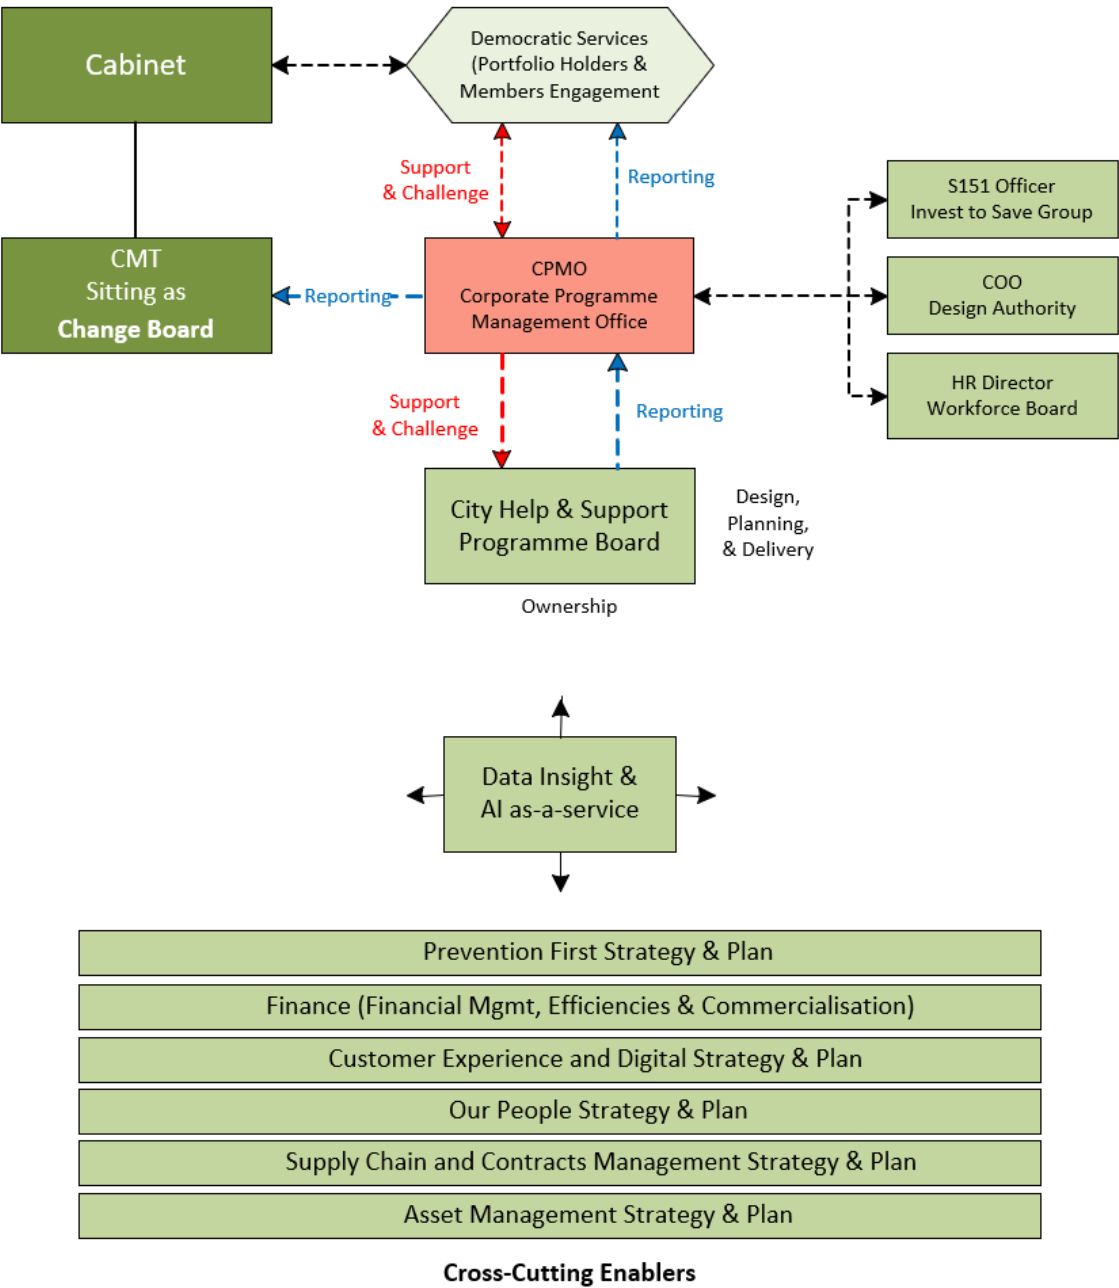 Cabinet
Democratic Services
(Portfolio Holders &
Members Engagement
Support
& Challenge
Reporting
S151 Officer
Invest to Save Group
CMT
Sitting as
Change Board
Reporting
CPMO
Corporate Programme
Management Office
COO
Design Authority
HR Director
Workforce Board
Support
& Challenge
Reporting
City Help & Support
Programme Board
Design,
Planning,
& Delivery
Ownership
Data Insight &
AI as-a-service
Prevention First Strategy & Plan
Finance (Financial Mgmt, Efficiencies & Commercialisation)
Customer Experience and Digital Strategy & Plan
Our People Strategy & Plan
Supply Chain and Contracts Management Strategy & Plan
Asset Management Strategy & Plan
Cross-Cutting Enablers